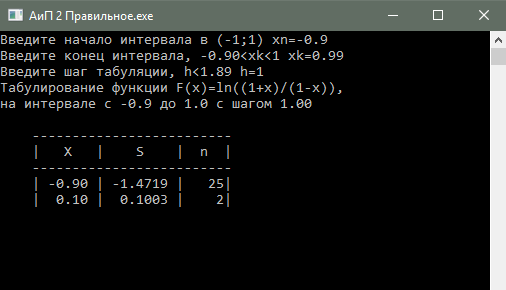 АиП 2 Правильное.exe
Введите начало интервала в (-1;1) xn=-0.9
Введите конец интервала, -0.90<xk<1 xk=0.99
Введите шаг табуляции, h<1.89 h=1
Табулирование функции F(x)=ln((1+x)/(1-x)),
на интервале с -0.9 до 1.0 с шагом 1.00
-------------------------
|   X   |    S    |  n  |
-------------------------
| -0.90 | -1.4719 |   25|
|  0.10 |  0.1003 |    2|